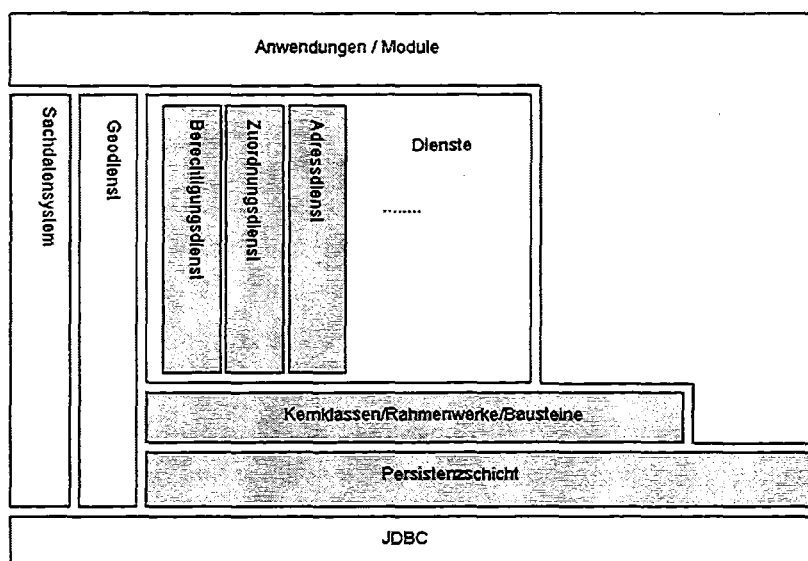 Anwendungen / Module
Sachdatensystem
Geodienst
Berechtigungsdienst
Zuordnungsdienst
Adressdienst
Dienste
........
Kernklassen/Rahmenwerke/Bausteine
Persistenzschicht
JDBC